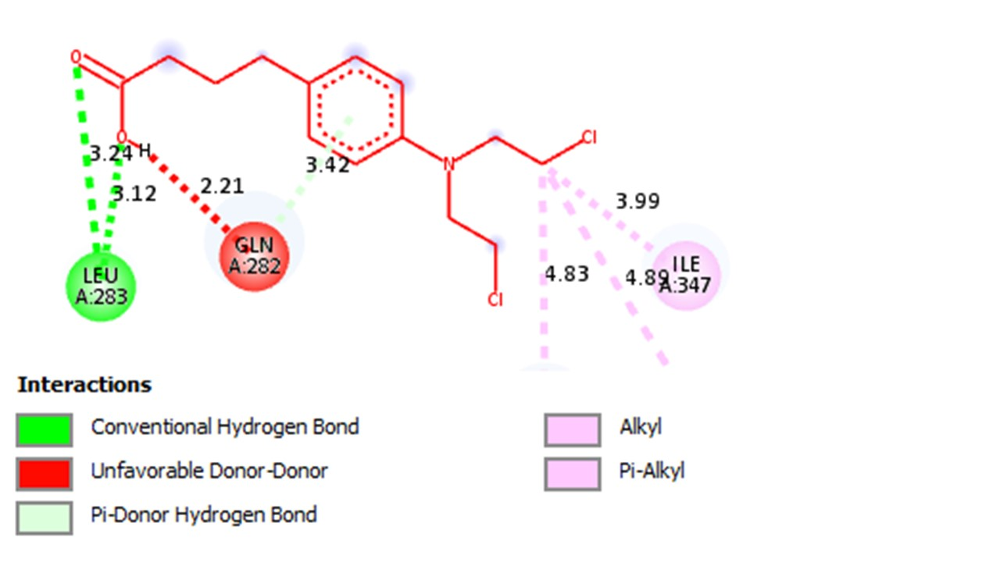 O
Cl
O
H
3.24
3.42
N
3.12
2.21
3.99
GLN
A:282
ILE
A:347
4.83
4.89
LEU
A:283
Cl
Interactions
Conventional Hydrogen Bond
Alkyl
Unfavorable Donor-Donor
Pi-Alkyl
Pi-Donor Hydrogen Bond